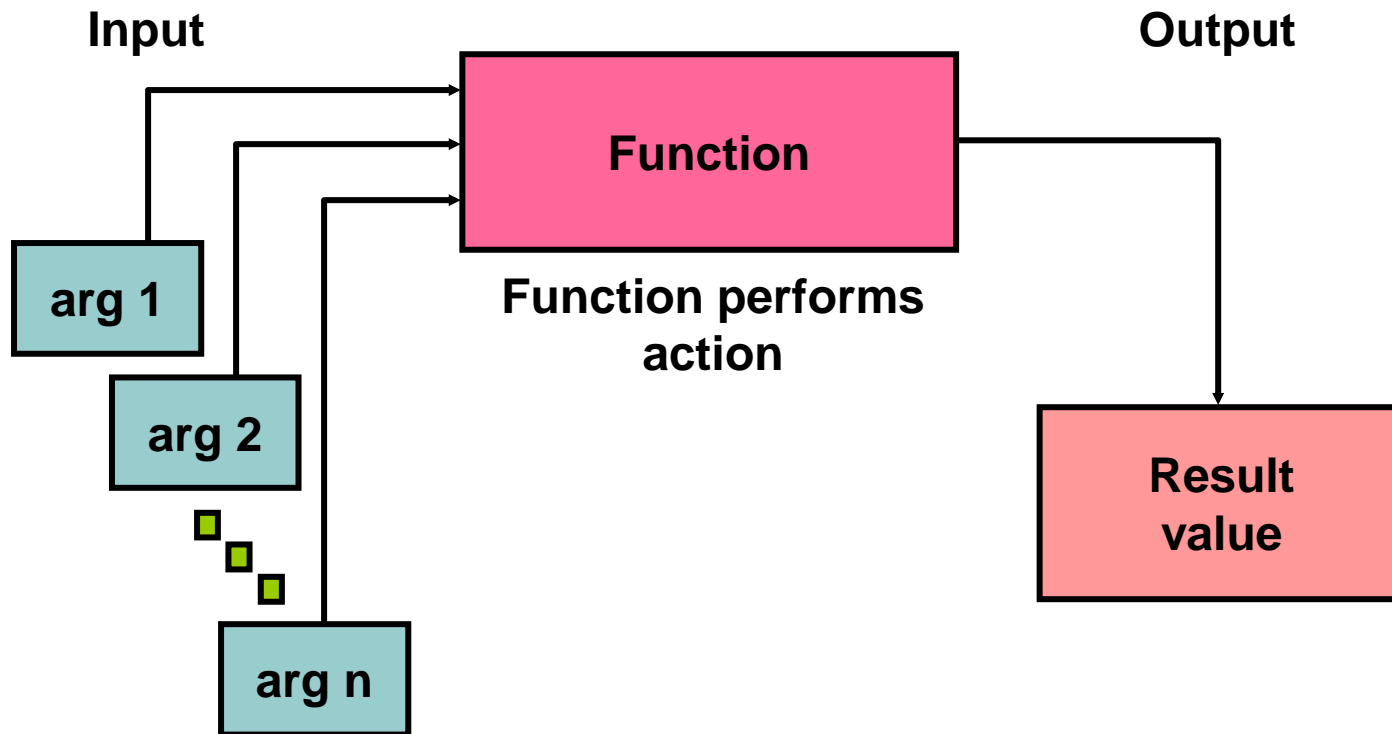 Input
Output
Function
arg 1
Function performs
action
arg 2
Result
value
arg n